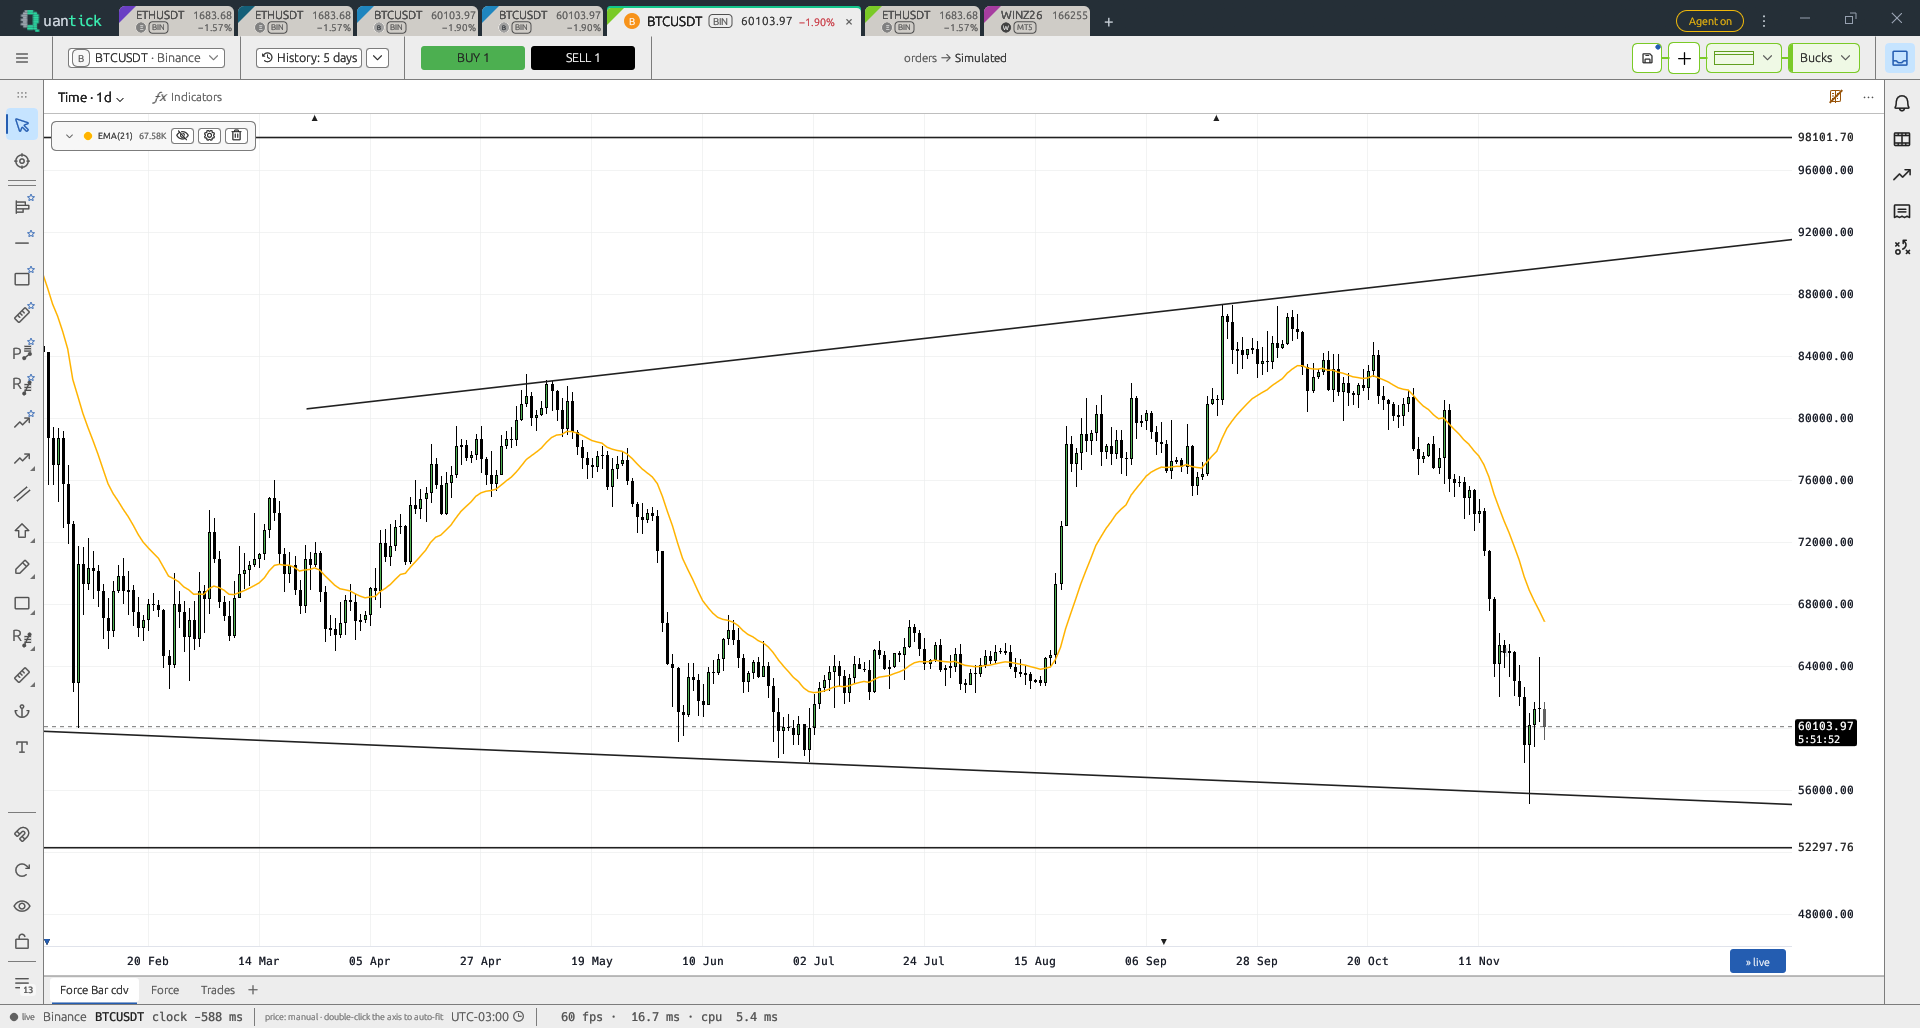 Quantick
ETHUSDT 1683.68
BIN −1.57%
ETHUSDT 1683.68
BIN −1.57%
BTCUSDT 60103.97
BIN −1.90%
BTCUSDT 60103.97
BIN −1.90%
BTCUSDT BIN 60103.97 −1.90% ×
ETHUSDT 1683.68
BIN −1.57%
WINZ26 166255
MT5
+
Agent on
BTCUSDT · Binance
History: 5 days
BUY 1
SELL 1
orders → Simulated
Bucks
Time · 1d
fx Indicators
EMA(21) 67.58K
98101.70
96000.00
92000.00
88000.00
84000.00
80000.00
76000.00
72000.00
68000.00
64000.00
60103.97
5:51:52
56000.00
52297.76
48000.00
20 Feb 14 Mar 05 Apr 27 Apr 19 May 10 Jun 02 Jul 24 Jul 15 Aug 06 Sep 28 Sep 20 Oct 11 Nov
» live
13
Force Bar cdv Force Trades +
live Binance BTCUSDT clock −588 ms price: manual · double-click the axis to auto-fit UTC-03:00 60 fps · 16.7 ms · cpu 5.4 ms